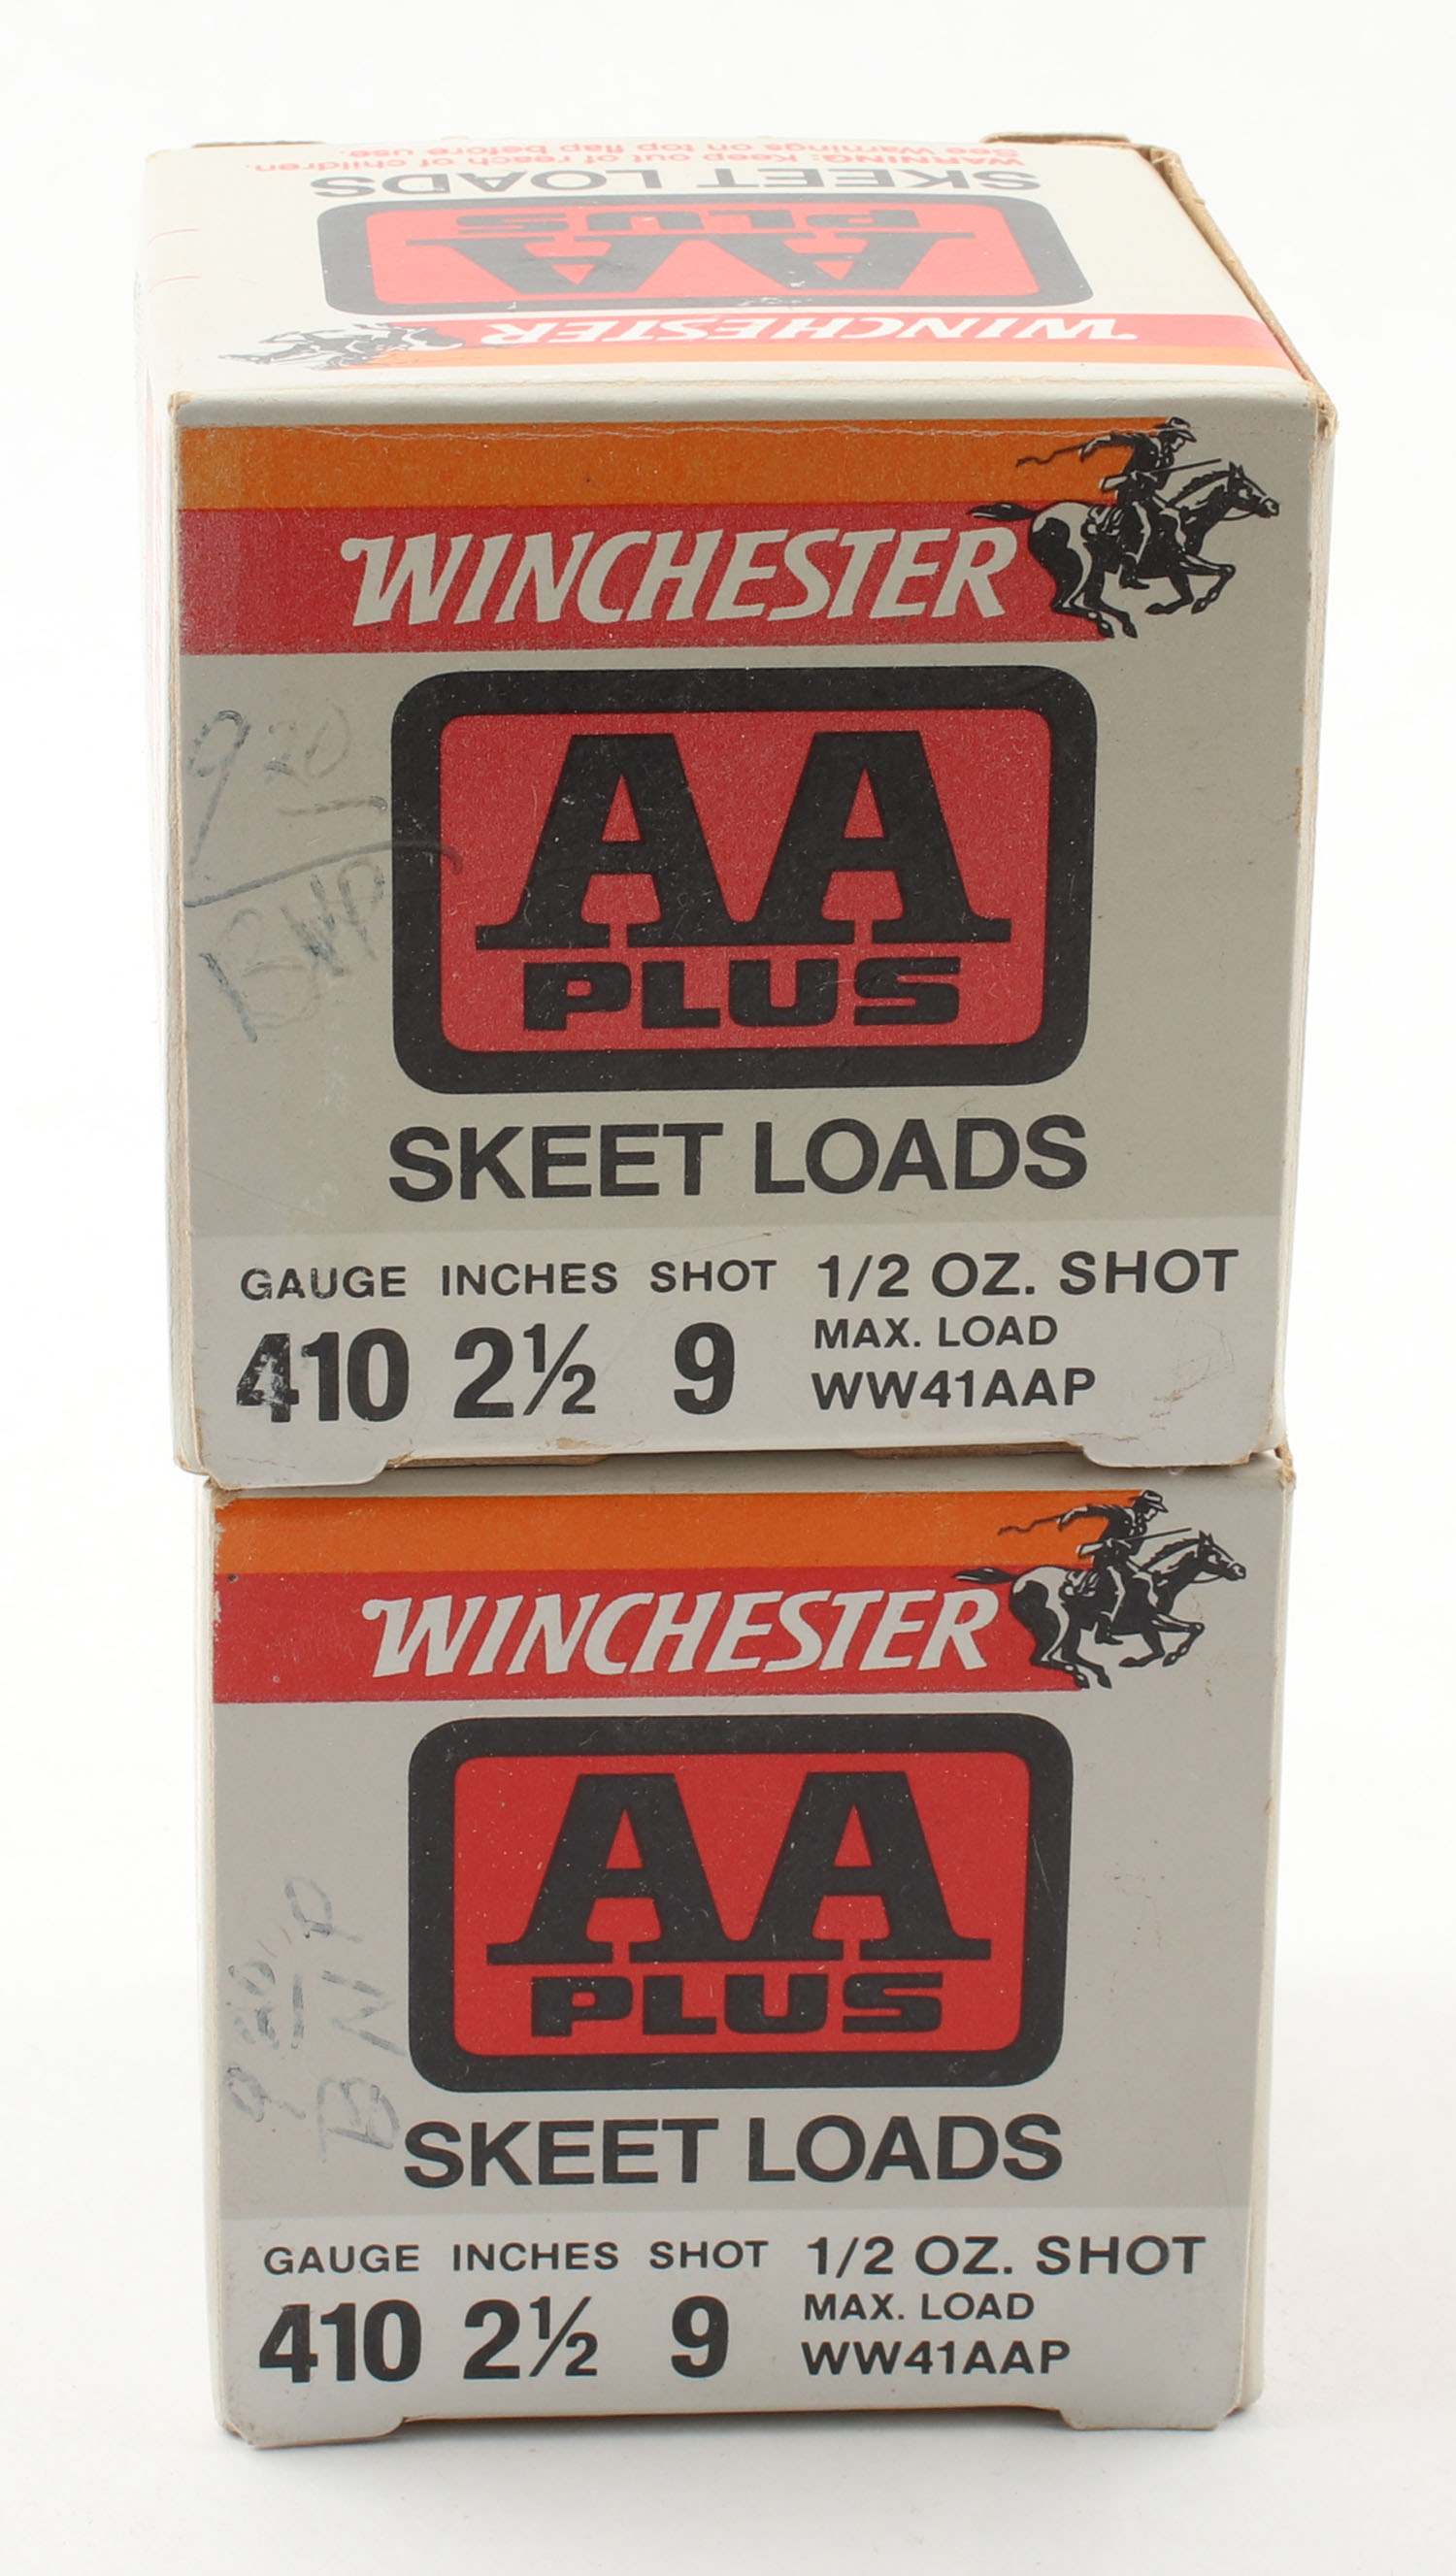 WARNING: Keep out of reach of children.
See warnings on top flap before use.
SKEET LOADS
AA
PLUS
WINCHESTER
WINCHESTER
AA
PLUS
SKEET LOADS
GAUGE INCHES SHOT 1/2 OZ. SHOT
410 2½ 9 MAX. LOAD
WW41AAP
WINCHESTER
AA
PLUS
SKEET LOADS
GAUGE INCHES SHOT 1/2 OZ. SHOT
410 2½ 9 MAX. LOAD
WW41AAP